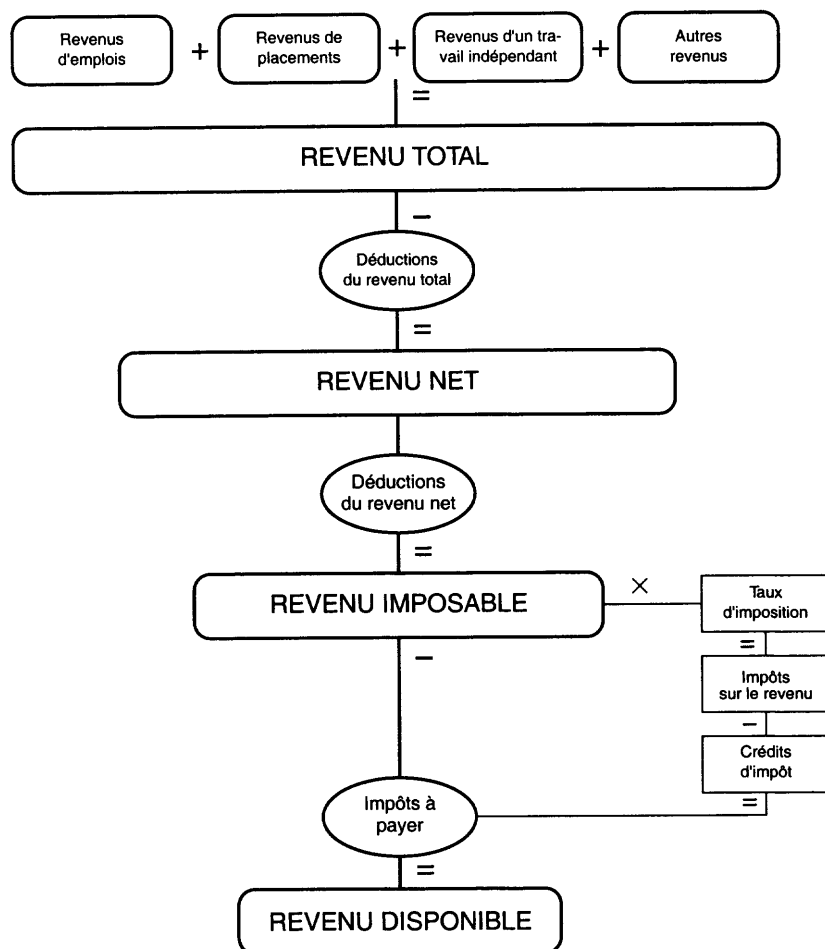 Revenus
d'emplois
+
Revenus de
placements
+
Revenus d'un tra-
vail indépendant
+
Autres
revenus
=
REVENU TOTAL
−
Déductions
du revenu total
=
REVENU NET
Déductions
du revenu net
=
REVENU IMPOSABLE
×
Taux
d'imposition
=
Impôts
sur le revenu
−
Crédits
d'impôt
=
−
Impôts à
payer
=
REVENU DISPONIBLE